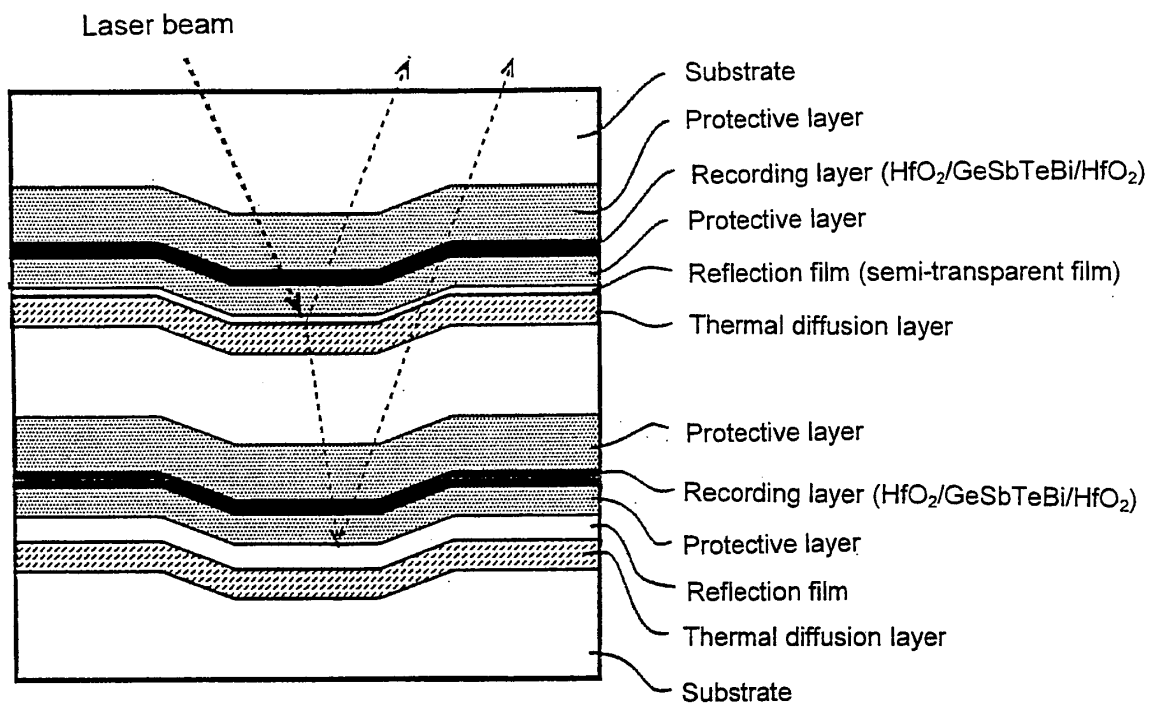 Laser beam
Substrate
Protective layer
Recording layer (HfO₂/GeSbTeBi/HfO₂)
Protective layer
Reflection film (semi-transparent film)
Thermal diffusion layer
Protective layer
Recording layer (HfO₂/GeSbTeBi/HfO₂)
Protective layer
Reflection film
Thermal diffusion layer
Substrate